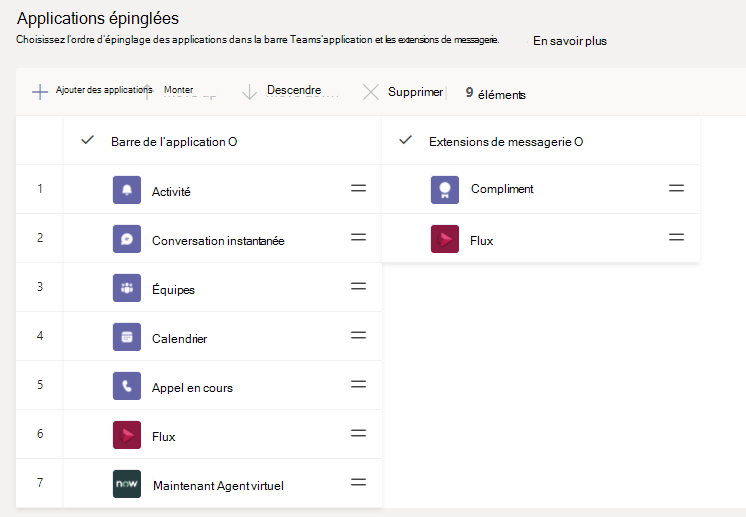 Applications épinglées
Choisissez l'ordre d'épinglage des applications dans la barre Teams'application et les extensions de messagerie. En savoir plus
Ajouter des applications Monter Descendre Supprimer 9 éléments
Barre de l'application O Extensions de messagerie O
1 Activité Compliment
2 Conversation instantanée Flux
3 Équipes
4 Calendrier
5 Appel en cours
6 Flux
7 now Maintenant Agent virtuel